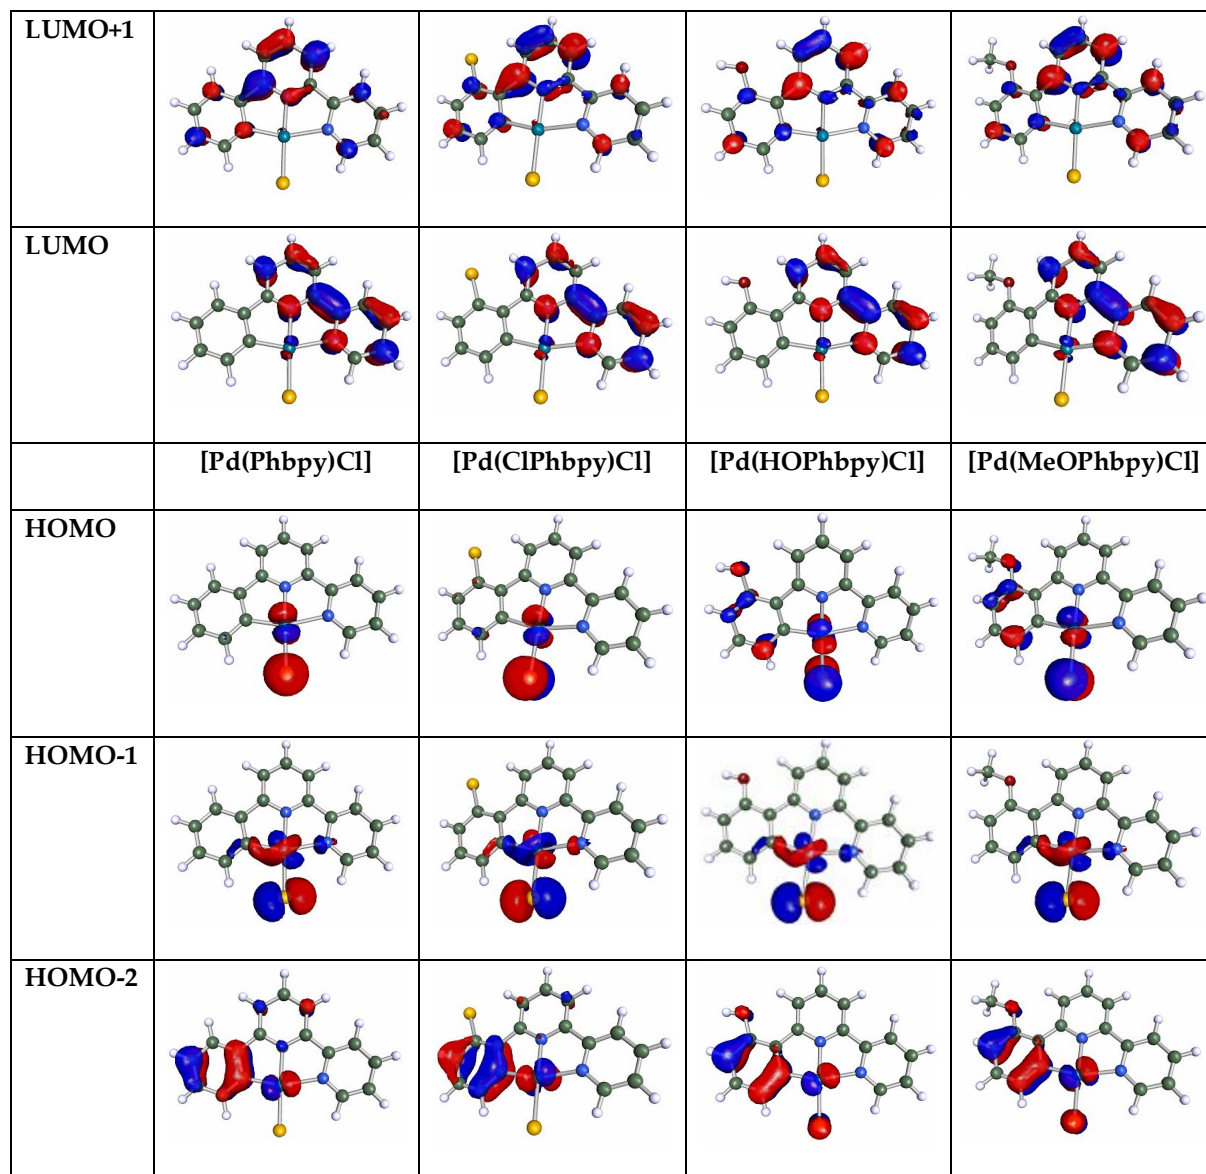 LUMO+1
LUMO
[Pd(Phbpy)Cl] [Pd(ClPhbpy)Cl] [Pd(HOPhbpy)Cl] [Pd(MeOPhbpy)Cl]
HOMO
HOMO-1
HOMO-2